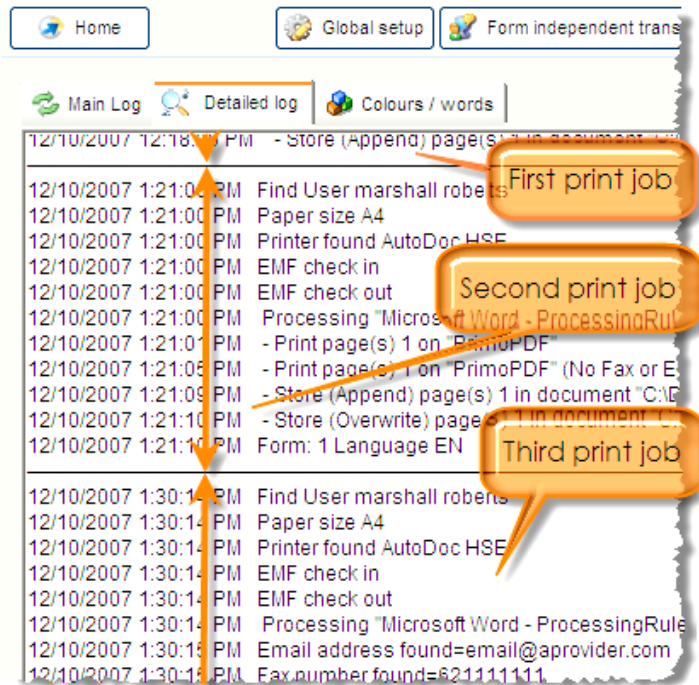 Home
Global setup
Form independent trans
Main Log
Detailed log
Colours / words
12/10/2007 12:18: PM - Store (Append) page(s) 1 in document
First print job
12/10/2007 1:21:0 PM Find User marshall roberts
12/10/2007 1:21:00 PM Paper size A4
12/10/2007 1:21:00 PM Printer found AutoDoc HSE
12/10/2007 1:21:00 PM EMF check in
12/10/2007 1:21:00 PM EMF check out
Second print job
12/10/2007 1:21:00 PM Processing "Microsoft Word - ProcessingRul
12/10/2007 1:21:01 PM - Print page(s) 1 on "PrimoPDF"
12/10/2007 1:21:05 PM - Print page(s) 1 on "PrimoPDF" (No Fax or E
12/10/2007 1:21:09 PM - Store (Append) page(s) 1 in document "C:\D
12/10/2007 1:21:10 PM - Store (Overwrite) page(s) 1 in document "C:
12/10/2007 1:21:10 PM Form: 1 Language EN
Third print job
12/10/2007 1:30:14 PM Find User marshall roberts
12/10/2007 1:30:14 PM Paper size A4
12/10/2007 1:30:14 PM Printer found AutoDoc HSE
12/10/2007 1:30:14 PM EMF check in
12/10/2007 1:30:14 PM EMF check out
12/10/2007 1:30:14 PM Processing "Microsoft Word - ProcessingRule
12/10/2007 1:30:15 PM Email address found=email@aprovider.com
12/10/2007 1:30:15 PM Fax number found=621111111